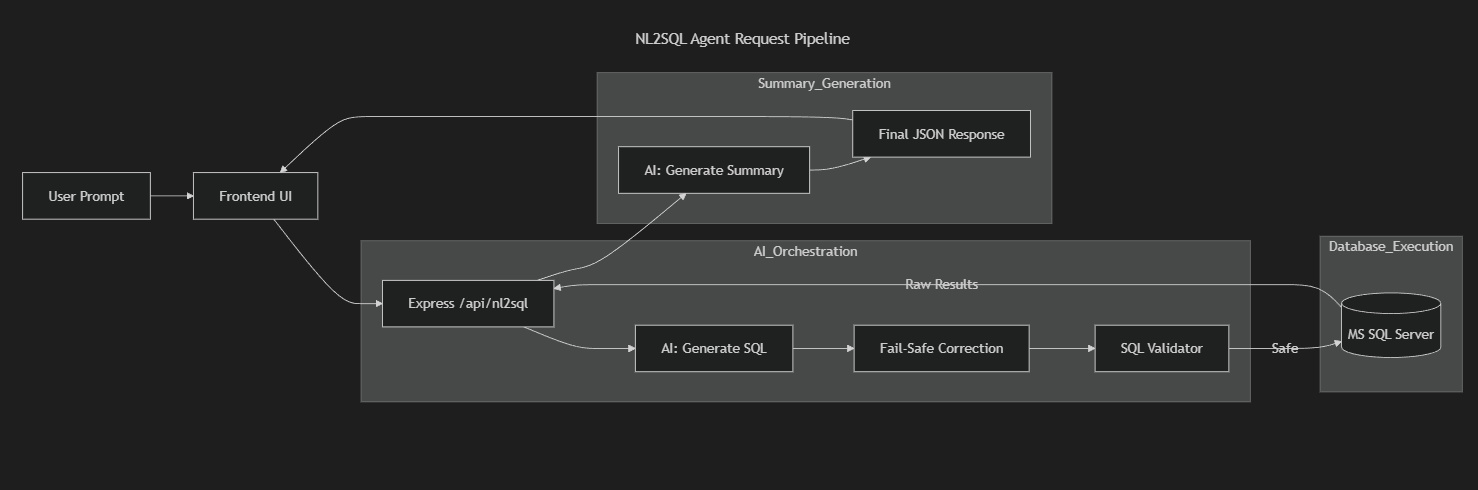 NL2SQL Agent Request Pipeline
Summary_Generation
Final JSON Response
AI: Generate Summary
User Prompt
Frontend UI
AI_Orchestration
Database_Execution
Raw Results
Express /api/nl2sql
MS SQL Server
AI: Generate SQL
Fail-Safe Correction
SQL Validator
Safe